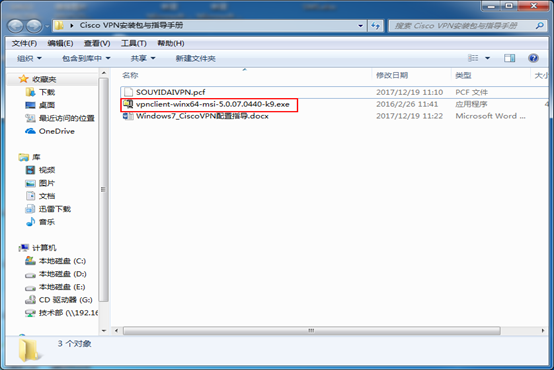 Cisco VPN安装包与指导手册
搜索 Cisco VPN安装包与指导手册
文件(F) 编辑(E) 查看(V) 工具(T) 帮助(H)
组织 包含到库中 共享 新建文件夹
名称 修改日期 类型 大小
收藏夹
下载
桌面
最近访问的位置
OneDrive
库
视频
图片
文档
迅雷下载
音乐
计算机
本地磁盘 (C:)
本地磁盘 (D:)
本地磁盘 (E:)
CD 驱动器 (G:)
技术部 (\\192.16
SOUYIDAIVPN.pcf 2017/12/19 11:10 PCF 文件
vpnclient-winx64-msi-5.0.07.0440-k9.exe 2016/2/26 11:41 应用程序 4
Windows7_CiscoVPN配置指导.docx 2017/12/19 11:22 Microsoft Word ...
3 个对象